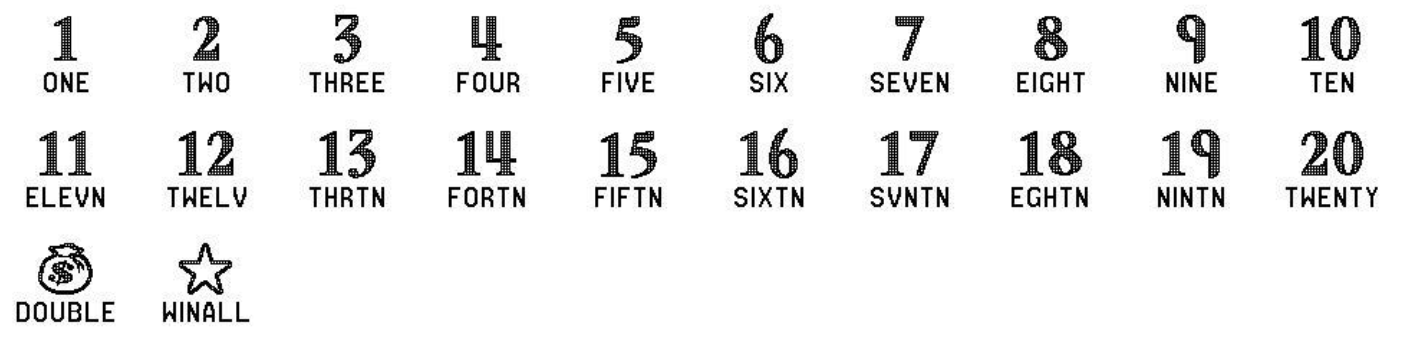 1 2 3 4 5 6 7 8 9 10
ONE TWO THREE FOUR FIVE SIX SEVEN EIGHT NINE TEN
11 12 13 14 15 16 17 18 19 20
ELEVN TWELV THRTN FORTN FIFTN SIXTN SVNTN EGHTN NINTN TWENTY
$
DOUBLE WINALL